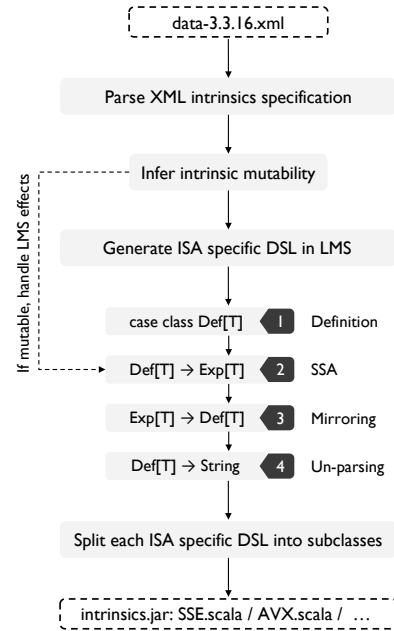 data-3.3.16.xml
Parse XML intrinsics specification
Infer intrinsic mutability
If mutable, handle LMS effects
Generate ISA specific DSL in LMS
case class Def[T] 1 Definition
Def[T] → Exp[T] 2 SSA
Exp[T] → Def[T] 3 Mirroring
Def[T] → String 4 Un-parsing
Split each ISA specific DSL into subclasses
intrinsics.jar: SSE.scala / AVX.scala / …